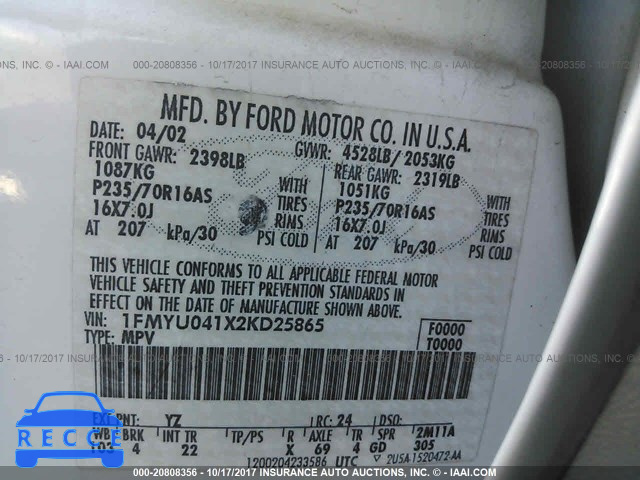 000-20808356 - 10/17/2017 INSURANCE AUTO AUCTIONS, INC. - IAAI.COM
MFD. BY FORD MOTOR CO. IN U.S.A.
DATE: 04/02 GVWR: 4528LB/ 2053KG
FRONT GAWR: 2398LB REAR GAWR: 2319LB
1087KG WITH 1051KG WITH
P235/70R16AS TIRES P235/70R16AS TIRES
16X7.0J RIMS 16X7.0J RIMS
AT 207 kPa/30 PSI COLD AT 207 kPa/30 PSI COLD
THIS VEHICLE CONFORMS TO ALL APPLICABLE FEDERAL MOTOR
VEHICLE SAFETY AND THEFT PREVENTION STANDARDS IN
EFFECT ON THE DATE OF MANUFACTURE SHOWN ABOVE.
VIN: 1FMYU041X2KD25865 F0000
TYPE: MPV T0000
EXT PNT: YZ RC: 24 DSO:
WB BRK INT TR TP/PS R AXLE TR SPR 2M11A
103 4 22 X 69 4 GD 305
1200204233586 UTC 2U5A-1520472-AA
000-20808356 - 10/17/2017 INSURANCE AUTO AUCTIONS, INC. - IAAI.COM